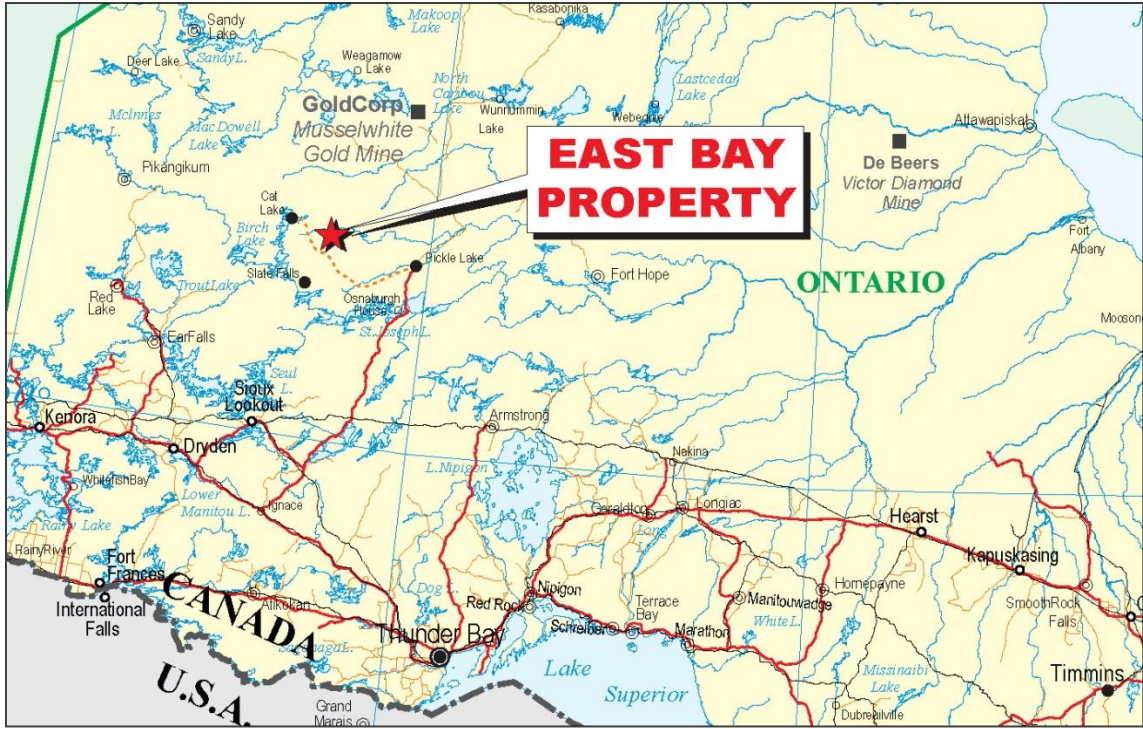 Sandy
Lake
Sandy L.
Makoop
Lake
Kasabonika
Deer Lake
Weagamow
Lake
North
Caribou
Lake
Lastcedar
Lake
McInnes
L.
MacDowell
Lake
GoldCorp
Musselwhite
Gold Mine
Wunnummin
Lake
Webequie
Attawapiskat
De Beers
Victor Diamond
Mine
EAST BAY
PROPERTY
Pikangikum
Cat
Lake
Birch
Lake
Fort
Albany
Slate Falls
Pickle Lake
Fort Hope
ONTARIO
Red
Lake
Trout Lake
Osnaburgh
House
St. Joseph L.
Moosone
Ear Falls
Seul
L.
Sioux
Lookout
Kenora
Dryden
Armstrong
Nakina
L. Nipigon
Whitefish Bay
Lower
Manitou L.
Ignace
Rainy Lake
Geraldton
Longlac
Long
L.
Hearst
Kapuskasing
Rainy River
Fort
Frances
International
Falls
CANADA
U.S.A.
Atikokan
Dog L.
Nipigon
Red Rock
Terrace
Bay
Schreiber
Manitouwadge
Hornepayne
Smooth Rock
Falls
White L.
Marathon
Thunder Bay
Saganaga L.
Lake
Superior
Missinaibi
Lake
Timmins
Dubreuilville
Grand
Marais